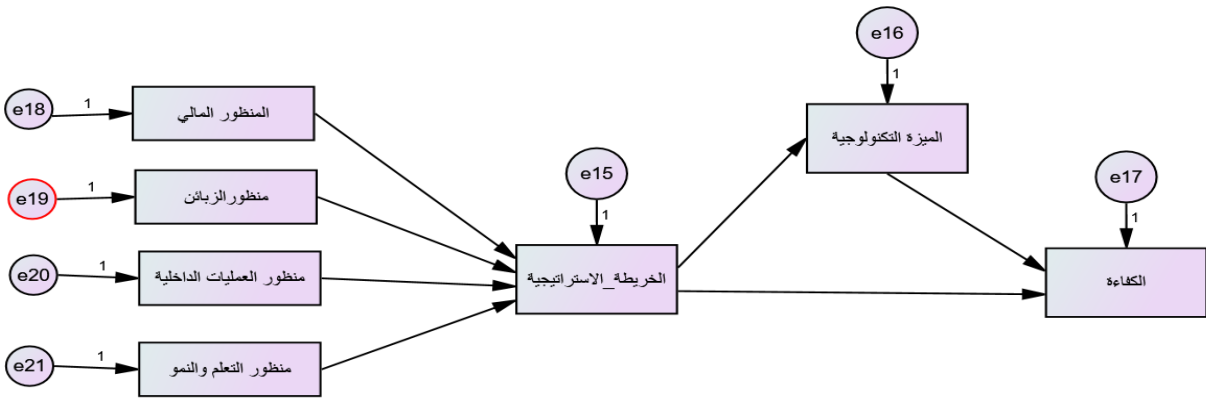 e16
1
e18
1
المنظور المالي
الميزة التكنولوجية
e15
1
e17
1
e19
1
منظورالزبائن
e20
1
منظور العمليات الداخلية
الخريطة_الاستراتيجية
الكفاءة
e21
1
منظور التعلم والنمو